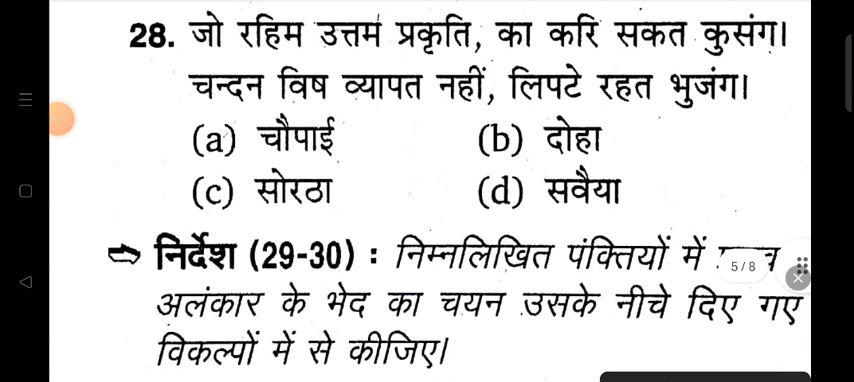 28. जो रहिम उत्तम प्रकृति, का करि सकत कुसंग।
चन्दन विष व्यापत नहीं, लिपटे रहत भुजंग।
(a) चौपाई (b) दोहा
(c) सोरठा (d) सवैया
⇨ निर्देश (29-30) : निम्नलिखित पंक्तियों में
5/8
अलंकार के भेद का चयन उसके नीचे दिए गए
विकल्पों में से कीजिए।